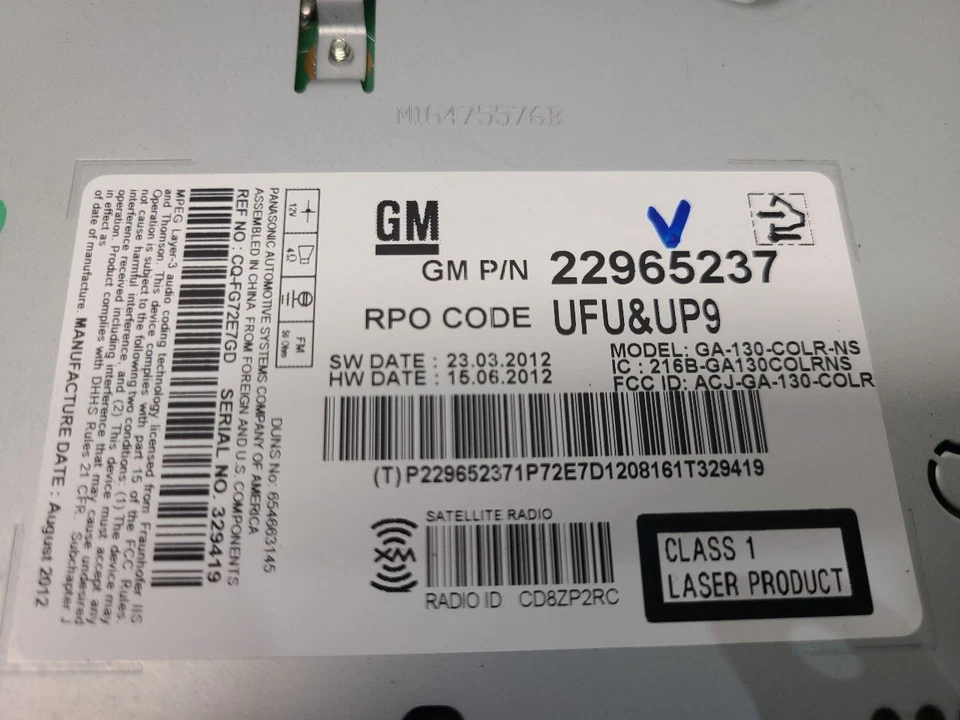 M16475576B
GM
GM P/N 22965237
RPO CODE UFU&UP9
SW DATE : 23.03.2012
HW DATE : 15.06.2012
MODEL: GA-130-COLR-NS
IC : 216B-GA130COLRNS
FCC ID: ACJ-GA-130-COLR
(T)P229652371P72E7D1208161T329419
SATELLITE RADIO
RADIO ID CD8ZP2RC
((XM))
CLASS 1
LASER PRODUCT
12V
4Ω
50 Ohm
FM
DUNS No: 654663145
PANASONIC AUTOMOTIVE SYSTEMS COMPANY OF AMERICA
ASSEMBLED IN CHINA FROM FOREIGN AND U.S. COMPONENTS
REF NO : CQ-FG72E7GD
SERIAL NO. 329419
MPEG Layer-3 audio coding technology licensed from Fraunhofer IIS
and Thomson. This device complies with part 15 of the FCC Rules.
Operation is subject to the following two conditions: (1) The device may
not cause harmful interference, and (2) This device must accept any
interference received including interference that may cause undesired
operation. Product complies with DHHS Rules 21 CFR. Subchapter J
in effect as
of date of manufacture. MANUFACTURE DATE : August 2012